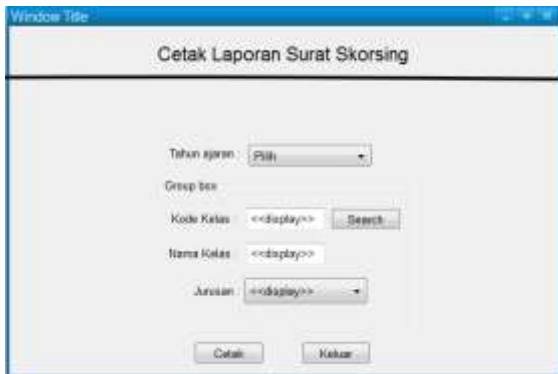 Window Title
Cetak Laporan Surat Skorsing
Tahun ajaran : Pilih
Group box
Kode Kelas : <<display>> Search
Nama Kelas : <<display>>
Jurusan : <<display>>
Cetak Keluar